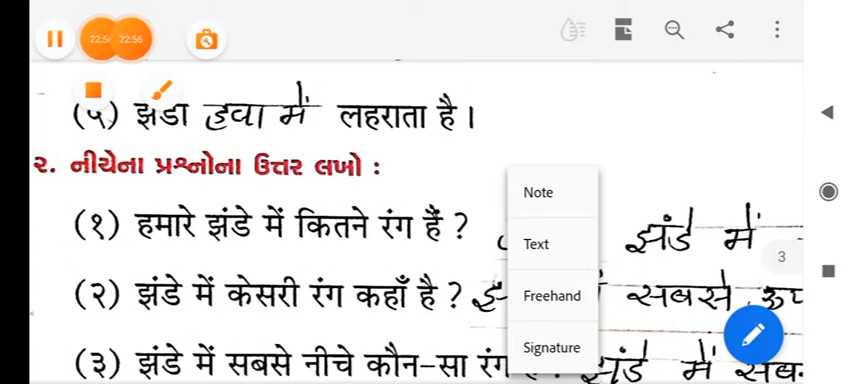 22:56 22:56
(५) झंडा हवा में लहराता है।
૨. નીચેના પ્રશ્નોના ઉત્તર લખો :
Note
(१) हमारे झंडे में कितने रंग हैं ? झंडे में
Text
3
(२) झंडे में केसरी रंग कहाँ है ? सबसे
Freehand
Signature
(३) झंडे में सबसे नीचे कौन-सा रंग झंडे में